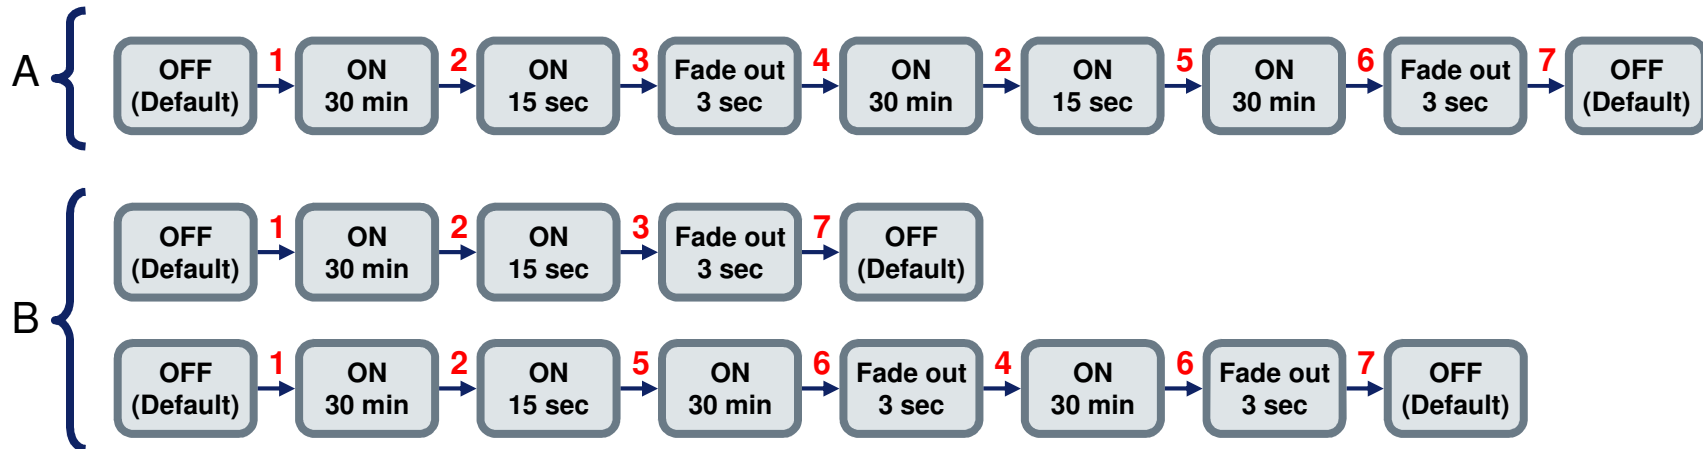 A
1 2 3 4 2 5 6 7
OFF ON ON Fade out ON ON ON Fade out OFF
(Default) 30 min 15 sec 3 sec 30 min 15 sec 30 min 3 sec (Default)
B
1 2 3 7
OFF ON ON Fade out OFF
(Default) 30 min 15 sec 3 sec (Default)
1 2 5 6 4 6 7
OFF ON ON ON Fade out ON Fade out OFF
(Default) 30 min 15 sec 30 min 3 sec 30 min 3 sec (Default)